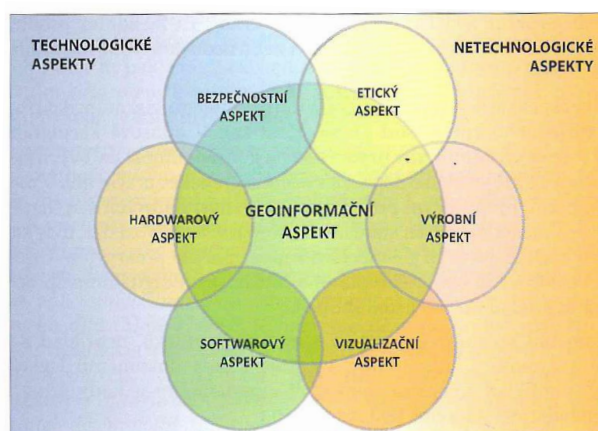 TECHNOLOGICKÉ
ASPEKTY
NETECHNOLOGICKÉ
ASPEKTY
BEZPEČNOSTNÍ
ASPEKT
ETICKÝ
ASPEKT
HARDWAROVÝ
ASPEKT
GEOINFORMAČNÍ
ASPEKT
VÝROBNÍ
ASPEKT
SOFTWAROVÝ
ASPEKT
VIZUALIZAČNÍ
ASPEKT